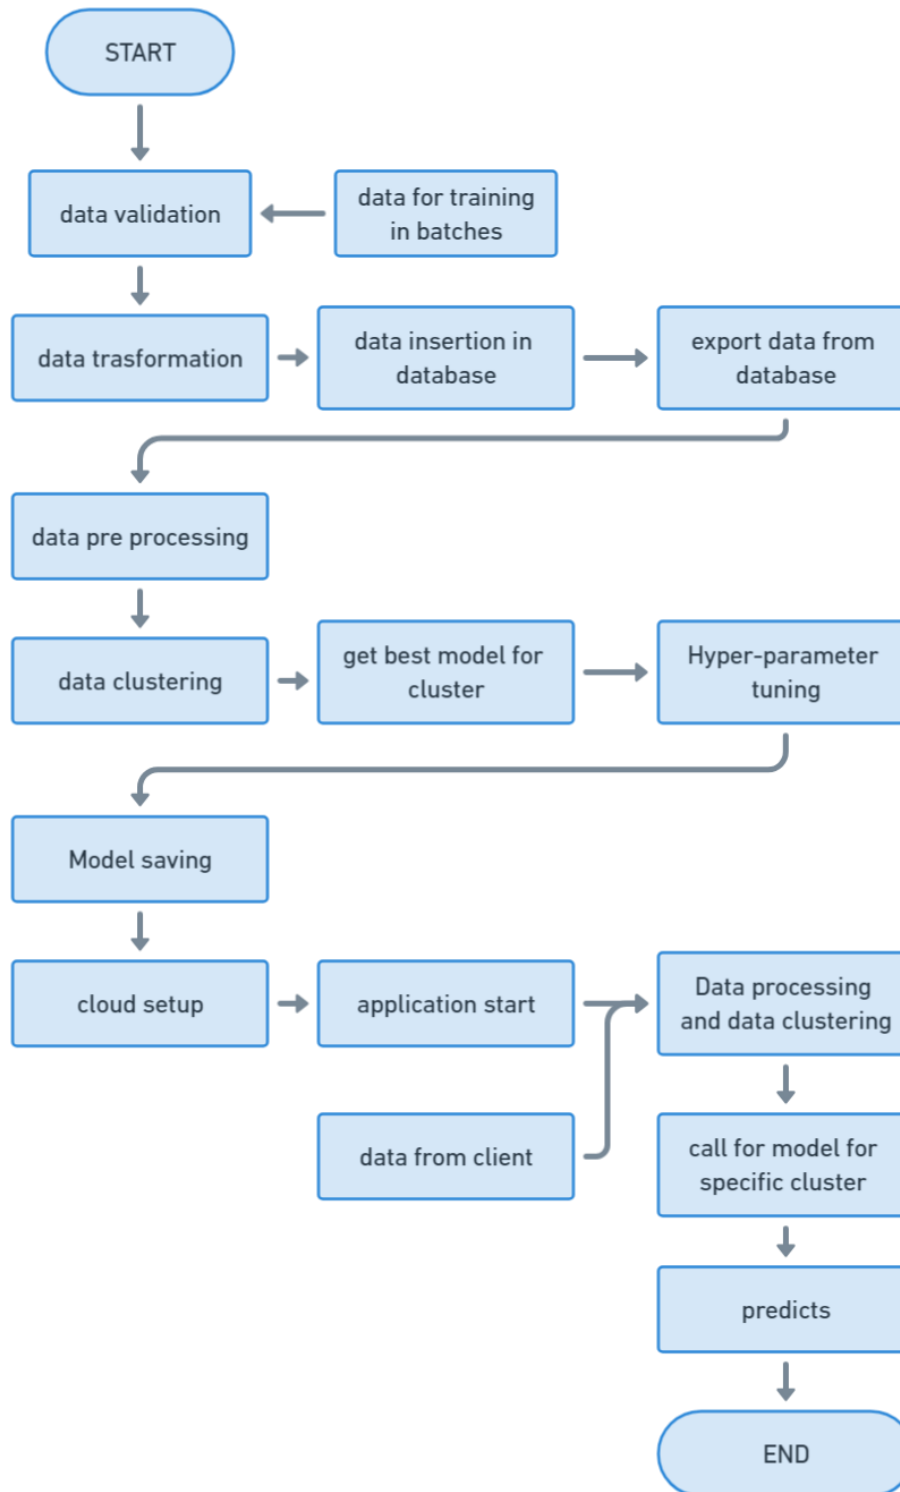 START
data validation
data for training
in batches
data trasformation
data insertion in
database
export data from
database
data pre processing
data clustering
get best model for
cluster
Hyper-parameter
tuning
Model saving
cloud setup
application start
Data processing
and data clustering
data from client
call for model for
specific cluster
predicts
END